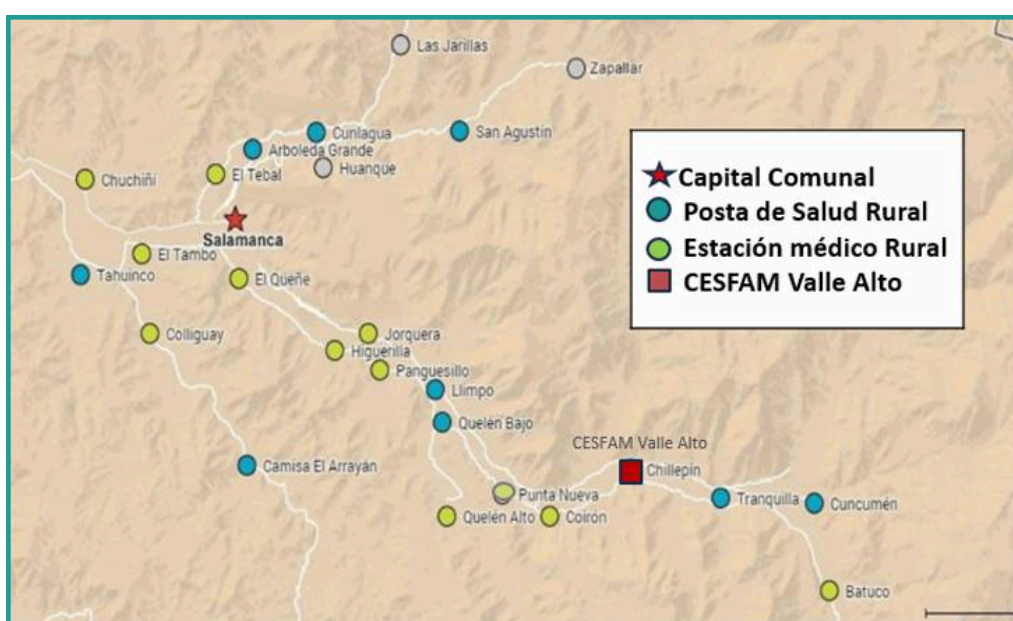 Las Jarillas
Zapallar
Cunlagua
San Agustín
Arboleda Grande
Huanque
El Tebal
Chuchiñí
Salamanca
El Tambo
Tahuinco
El Queñe
Colliguay
Jorquera
Higuerilla
Panguesillo
Llimpo
Quelén Bajo
Camisa El Arrayán
CESFAM Valle Alto
Chillepín
Punta Nueva
Tranquilla
Cuncumén
Quelén Alto
Coirón
Batuco
Capital Comunal
Posta de Salud Rural
Estación médico Rural
CESFAM Valle Alto